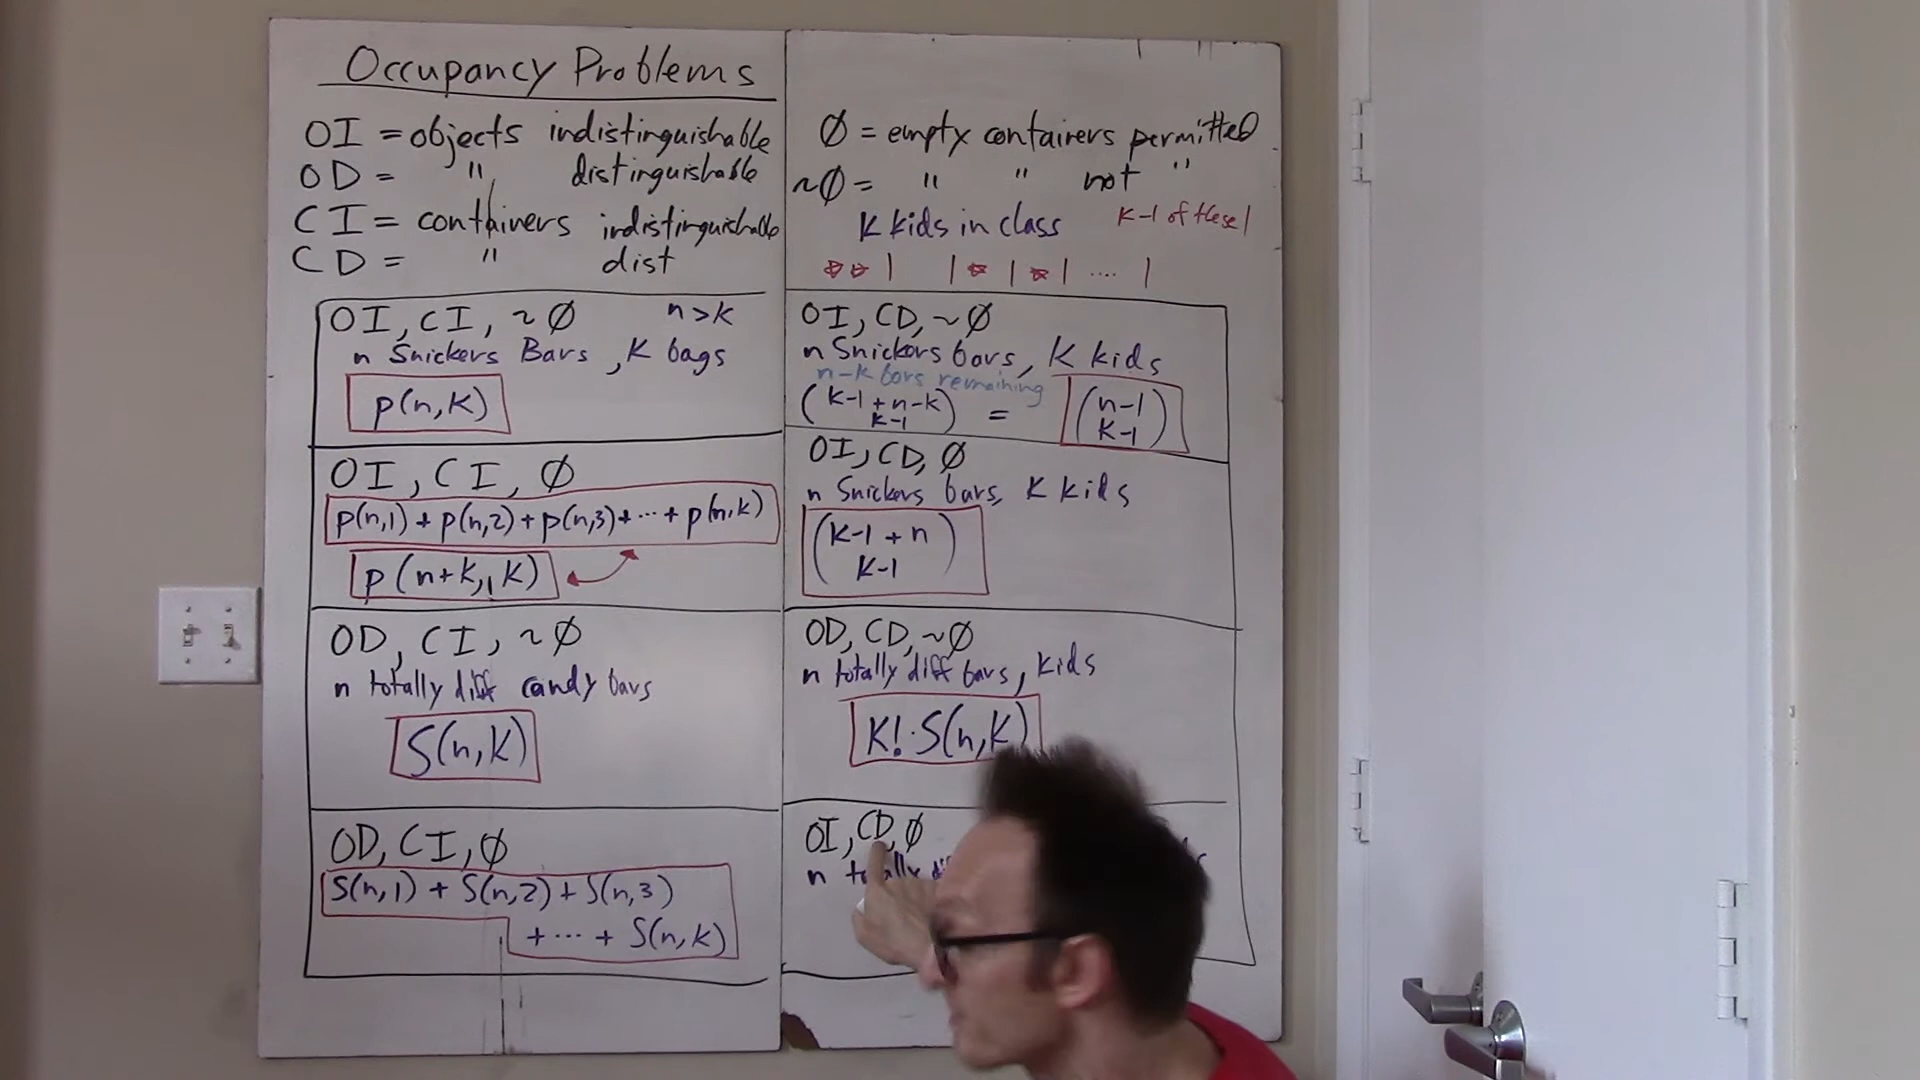 Occupancy Problems
OI = objects indistinguishable
OD = " distinguishable
CI = containers indistinguishable
CD = " dist
∅ = empty containers permitted
~∅ = " " not "
K kids in class
K-1 of these |
☆☆| |☆|☆| .... |
OI, CI, ~∅ n>k
n Snickers Bars, K bags
p(n,k)
OI, CI, ∅
p(n,1) + p(n,2) + p(n,3) + ··· + p(n,k)
p(n+k, k)
OD, CI, ~∅
n totally diff candy bars
S(n,k)
OD, CI, ∅
S(n,1) + S(n,2) + S(n,3)
+ ··· + S(n,k)
OI, CD, ~∅
n Snickers bars, K kids
n-k bars remaining
(K-1+n-k
K-1) = (n-1
K-1)
OI, CD, ∅
n Snickers bars, K kids
(K-1+n
K-1)
OD, CD, ~∅
n totally diff bars, kids
K!·S(n,k)
OI, CD, ∅
n totally